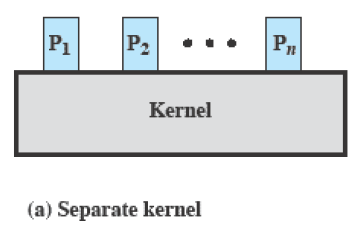 P1 P2 • • • Pn
Kernel
(a) Separate kernel